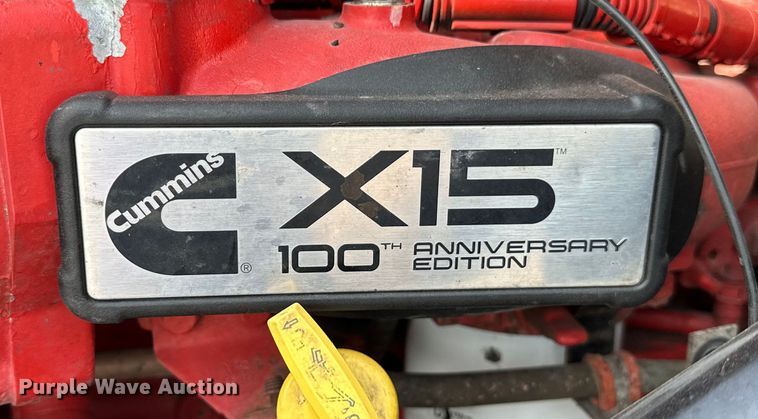 Cummins
®
X15™
100TH ANNIVERSARY
EDITION
Purple Wave Auction